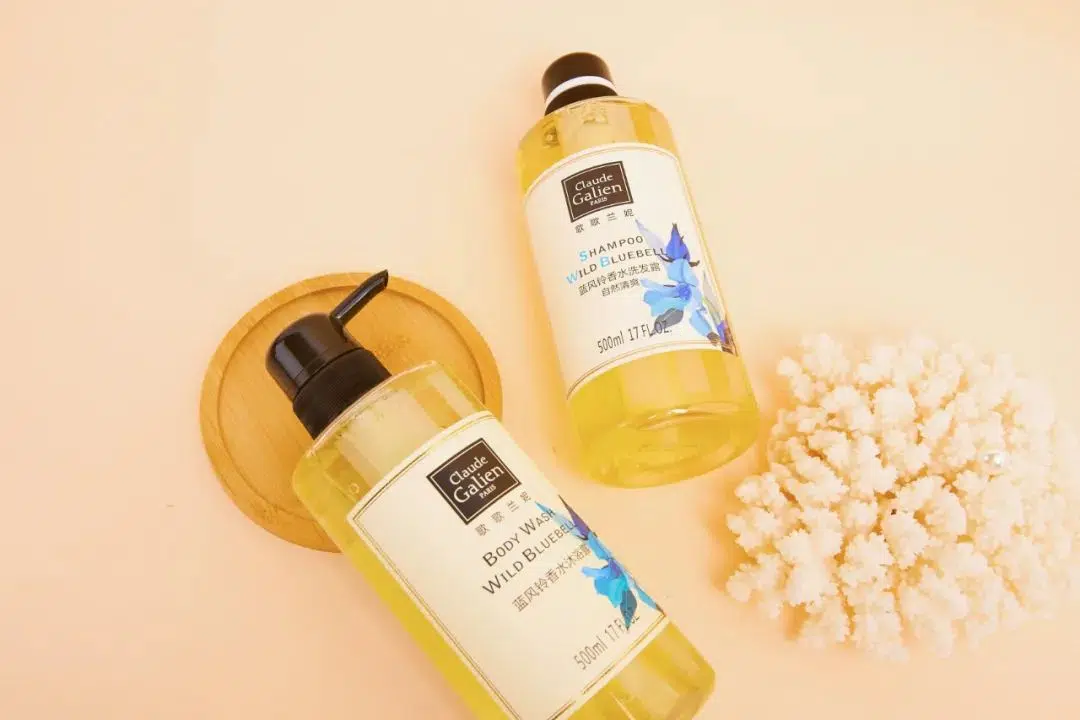 Claude
Galien
PARIS
歌歌兰妮
SHAMPOO
WILD BLUEBELL
蓝风铃香水洗发露
自然清爽
500ml 17 FL.OZ.
Claude
Galien
PARIS
歌歌兰妮
BODY WASH
WILD BLUEBELL
蓝风铃香水沐浴露
500ml 17 FL.OZ